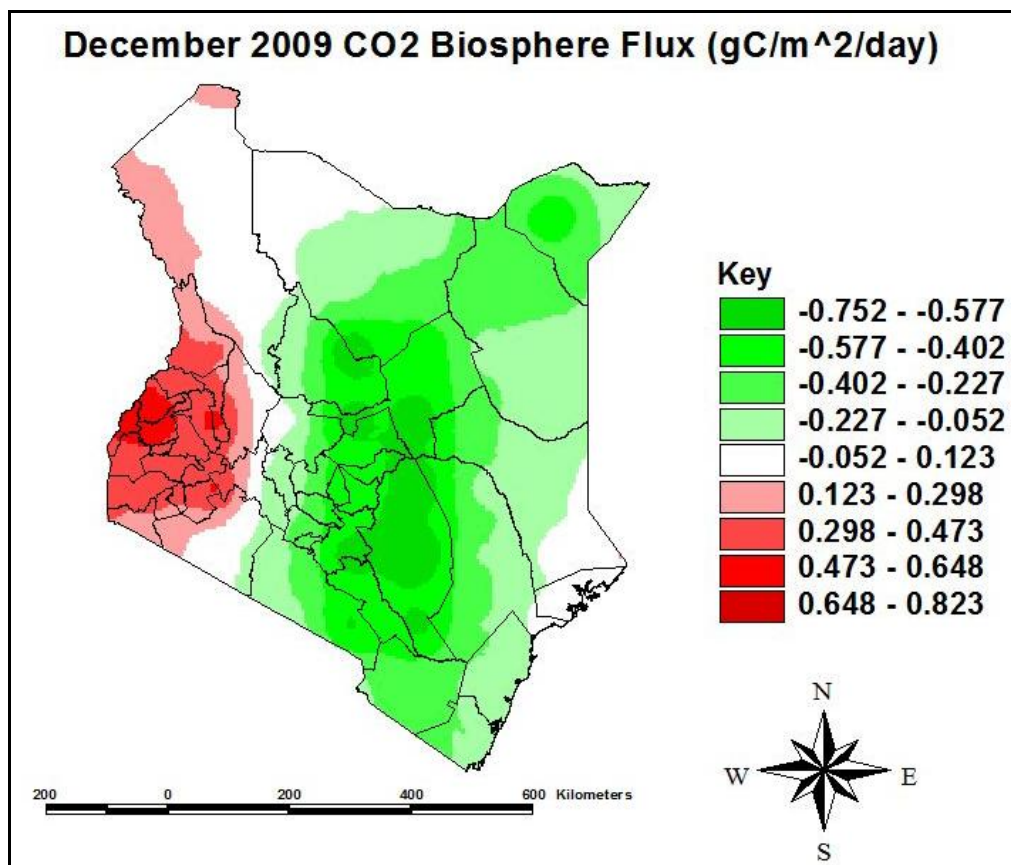 December 2009 CO2 Biosphere Flux (gC/m^2/day)
Key
-0.752 - -0.577
-0.577 - -0.402
-0.402 - -0.227
-0.227 - -0.052
-0.052 - 0.123
0.123 - 0.298
0.298 - 0.473
0.473 - 0.648
0.648 - 0.823
N
W E
S
200 0 200 400 600 Kilometers